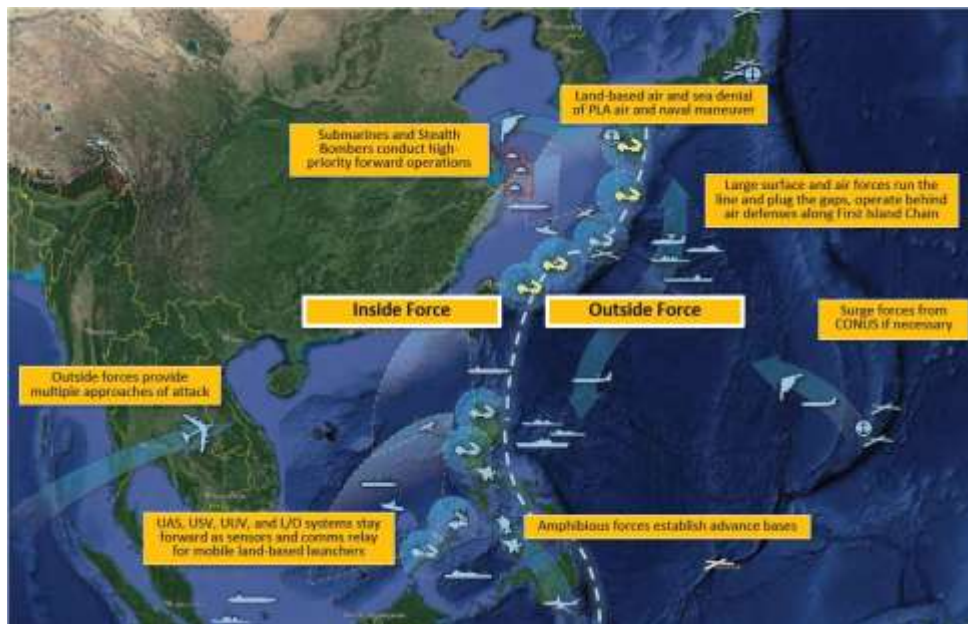 Land-based air and sea denial
of PLA air and naval maneuver
Submarines and Stealth
Bombers conduct high-
priority forward operations
Large surface and air forces run the
line and plug the gaps, operate behind
air defenses along First Island Chain
Inside Force
Outside Force
Surge forces from
CONUS if necessary
Outside forces provide
multiple approaches of attack
UAS, USV, UUV, and L/O systems stay
forward as sensors and comms relay
for mobile land-based launchers
Amphibious forces establish advance bases